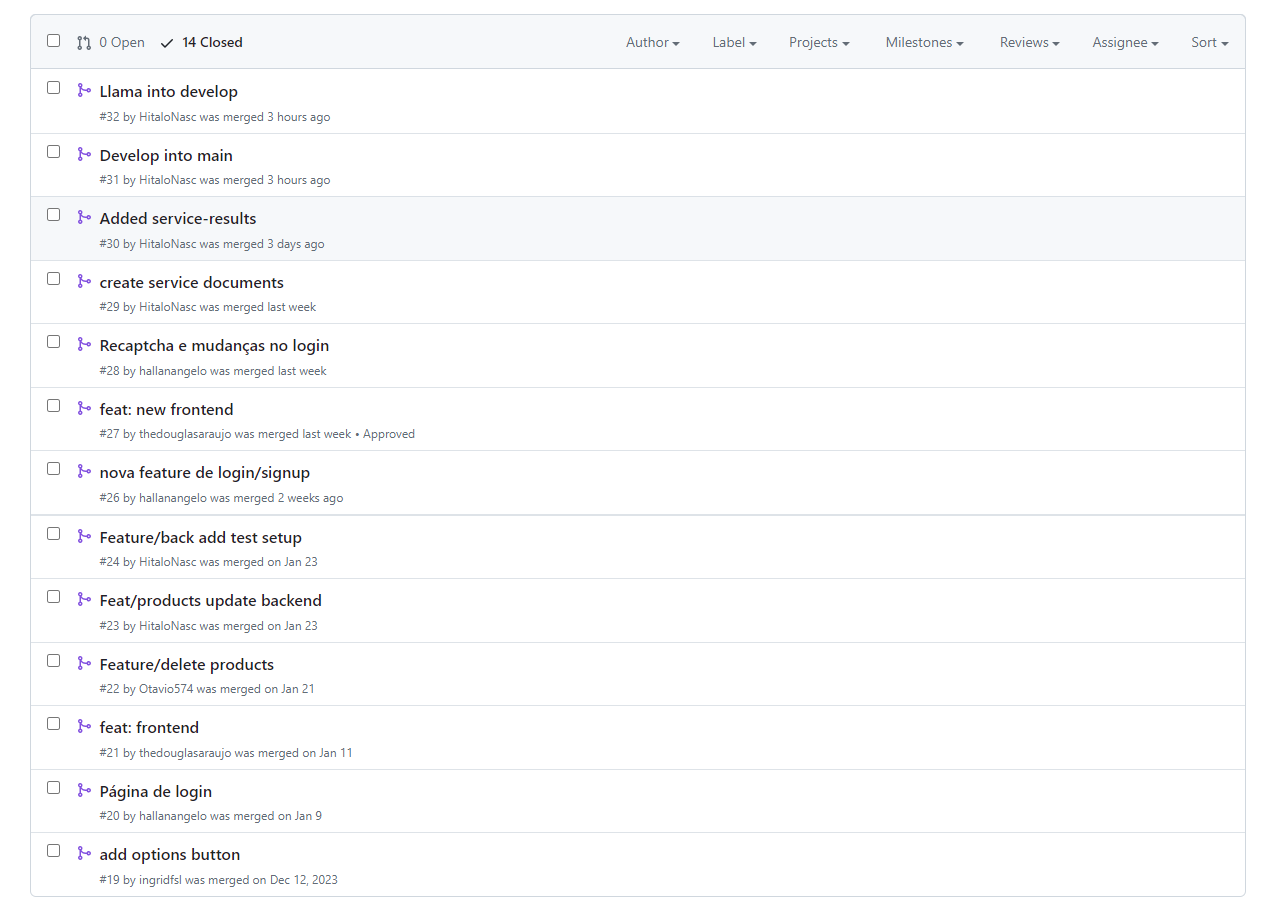 0 Open 14 Closed Author Label Projects Milestones Reviews Assignee Sort
Llama into develop
#32 by HitaloNasc was merged 3 hours ago
Develop into main
#31 by HitaloNasc was merged 3 hours ago
Added service-results
#30 by HitaloNasc was merged 3 days ago
create service documents
#29 by HitaloNasc was merged last week
Recaptcha e mudanças no login
#28 by hallanangelo was merged last week
feat: new frontend
#27 by thedouglasaraujo was merged last week • Approved
nova feature de login/signup
#26 by hallanangelo was merged 2 weeks ago
Feature/back add test setup
#24 by HitaloNasc was merged on Jan 23
Feat/products update backend
#23 by HitaloNasc was merged on Jan 23
Feature/delete products
#22 by Otavio574 was merged on Jan 21
feat: frontend
#21 by thedouglasaraujo was merged on Jan 11
Página de login
#20 by hallanangelo was merged on Jan 9
add options button
#19 by ingridfsl was merged on Dec 12, 2023